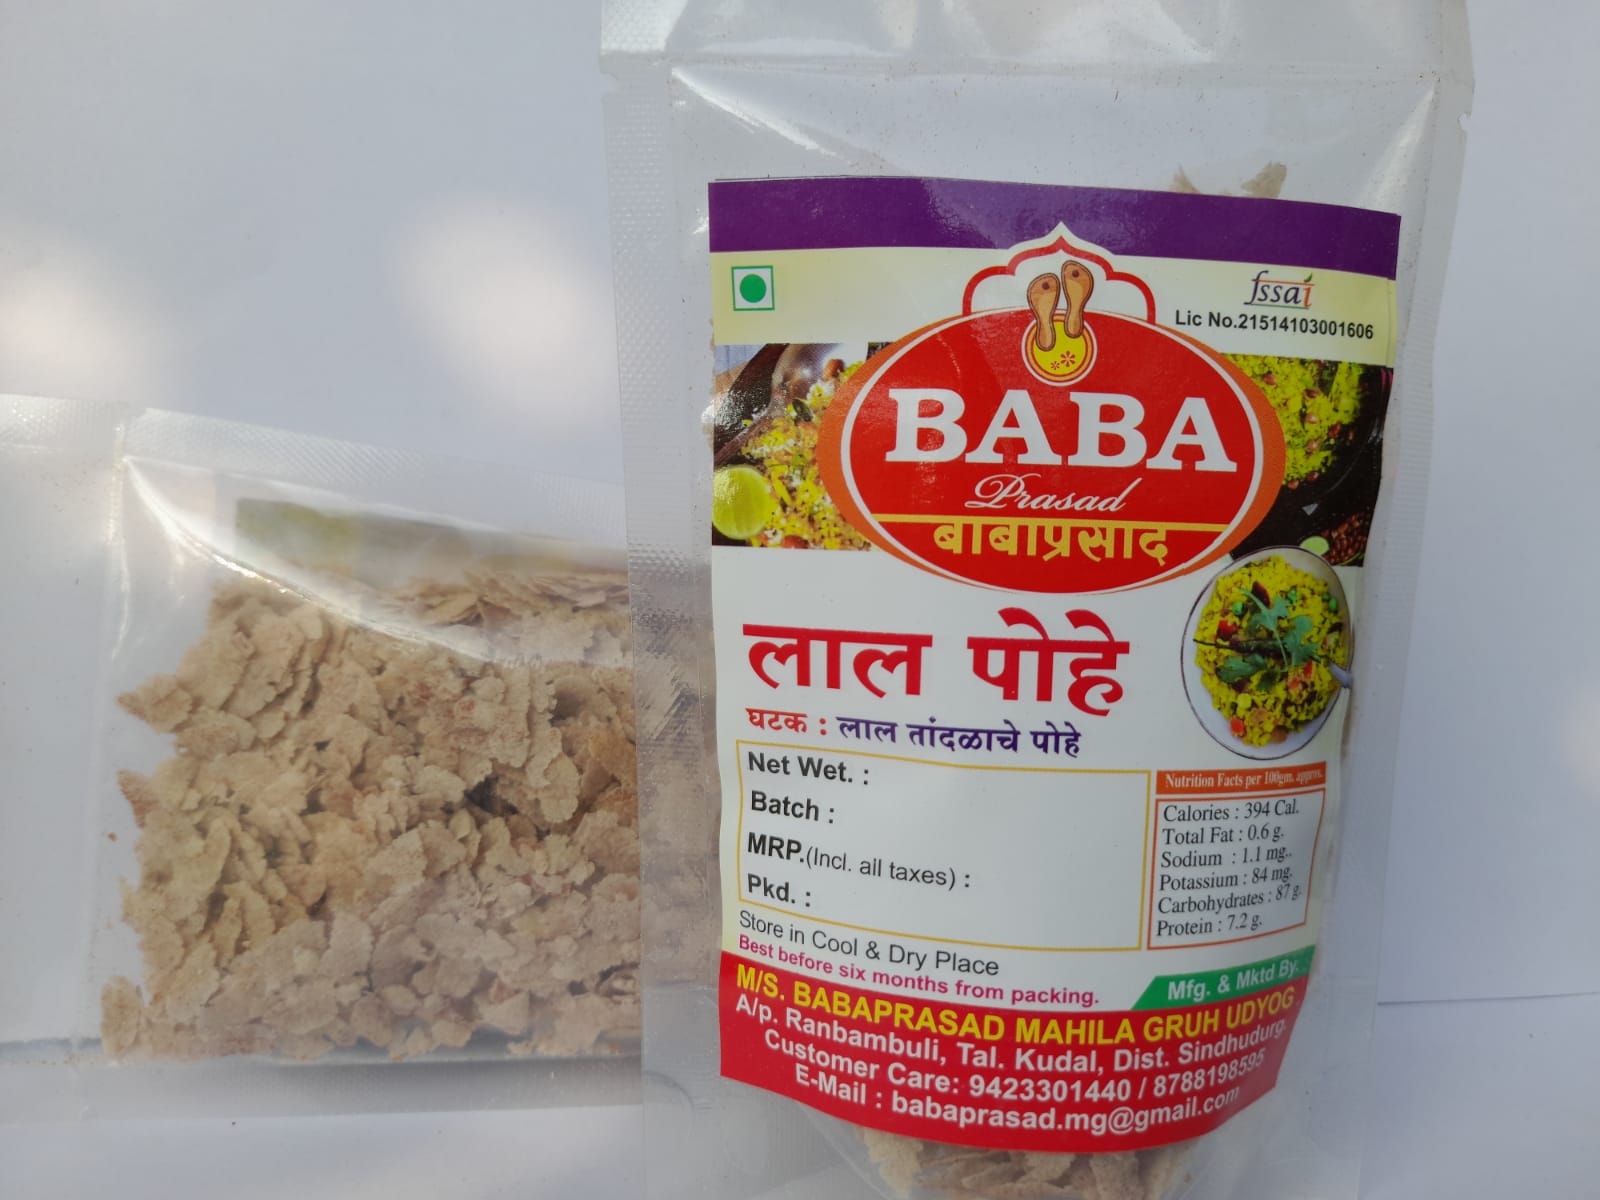 fssai
Lic No.21514103001606
BABA
Prasad
बाबाप्रसाद
लाल पोहे
घटक : लाल तांदळाचे पोहे
Net Wet. :
Batch :
MRP.(Incl. all taxes) :
Pkd. :
Nutrition Facts per 100gm. approx.
Calories : 394 Cal.
Total Fat : 0.6 g.
Sodium : 1.1 mg..
Potassium : 84 mg.
Carbohydrates : 87 g.
Protein : 7.2 g.
Store in Cool & Dry Place
Best before six months from packing.
Mfg. & Mktd By. :
M/S. BABAPRASAD MAHILA GRUH UDYOG
A/p. Ranbambuli, Tal. Kudal, Dist. Sindhudurg.
Customer Care: 9423301440 / 8788198595
E-Mail : babaprasad.mg@gmail.com